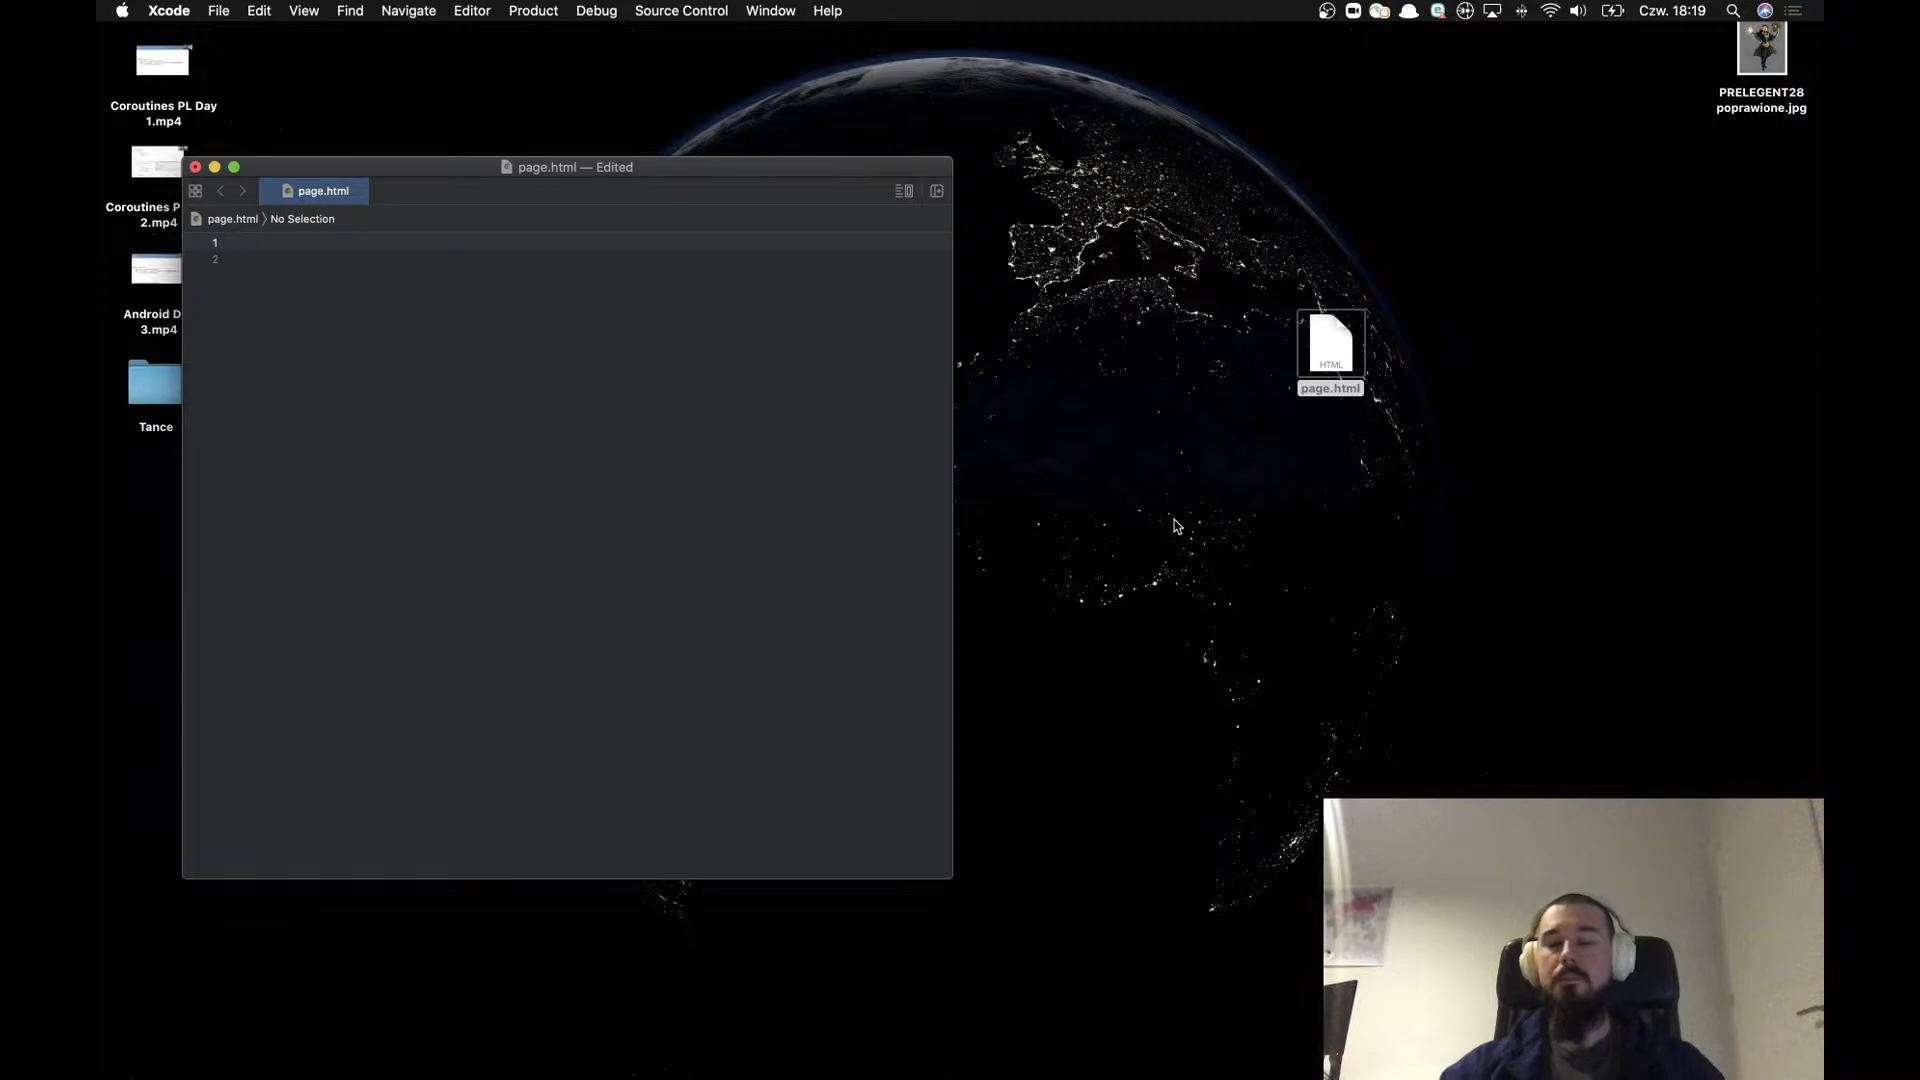 Xcode File Edit View Find Navigate Editor Product Debug Source Control Window Help
Czw. 18:19
Coroutines PL Day
1.mp4
Coroutines P
2.mp4
Android D
3.mp4
Tance
page.html — Edited
page.html
page.html 〉 No Selection
1
2
HTML
page.html
PRELEGENT28
poprawione.jpg